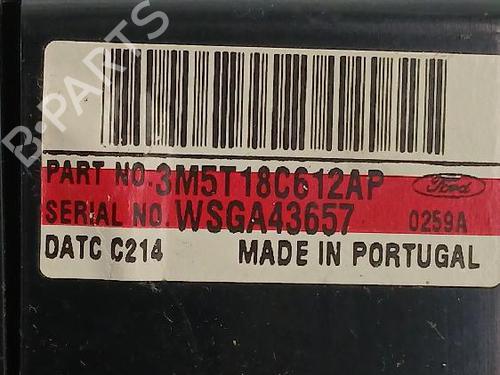 B-PARTS
PART NO. 3M5T18C612AP Ford
SERIAL NO. WSGA43657 0259A
DATC C214 MADE IN PORTUGAL